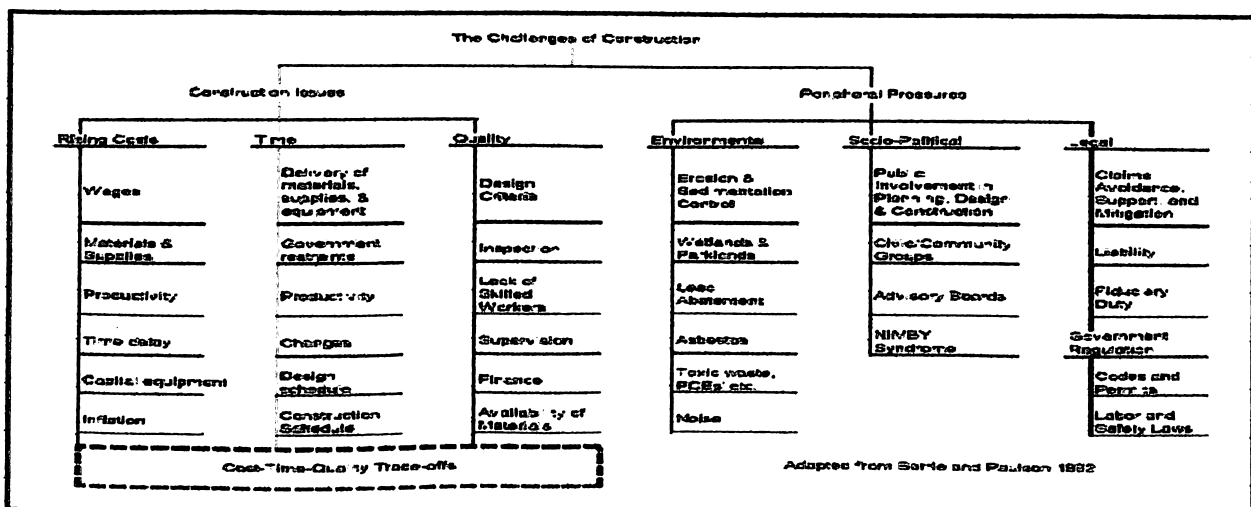 The Challenges of Construction
Construction Issues
Peripheral Pressures
Rising Costs
Time
Quality
Environmental
Socio-Political
Legal
Wages
Delivery of
materials,
supplies, &
equipment
Design
Criteria
Erosion &
Sedimentation
Control
Public
Involvement in
Planning, Design
& Construction
Claims
Avoidance,
Support, and
Mitigation
Materials &
Supplies
Government
restraints
Inspection
Wetlands &
Parklands
Civic/Community
Groups
Liability
Productivity
Productivity
Lack of
Skilled
Workers
Lead
Abatement
Advisory Boards
Fiduciary
Duty
Time delay
Changes
Supervision
Asbestos
NIMBY
Syndrome
Government
Regulation
Capital equipment
Design
schedule
Finance
Toxic waste,
PCBs' etc.
Codes and
Permits
Inflation
Construction
Schedule
Availability of
Materials
Noise
Labor and
Safety Laws
Cost-Time-Quality Trade-offs
Adapted from and Paulson